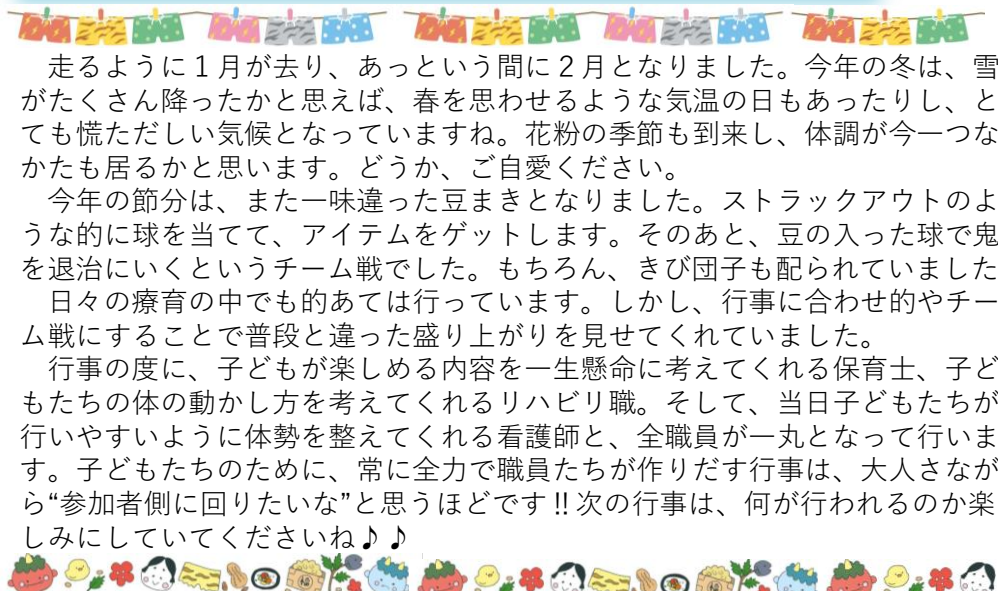 走るように１月が去り、あっという間に２月となりました。今年の冬は、雪
がたくさん降ったかと思えば、春を思わせるような気温の日もあったりし、と
ても慌ただしい気候となっていますね。花粉の季節も到来し、体調が今一つな
かたも居るかと思います。どうか、ご自愛ください。
今年の節分は、また一味違った豆まきとなりました。ストラックアウトのよ
うな的に球を当てて、アイテムをゲットします。そのあと、豆の入った球で鬼
を退治にいくというチーム戦でした。もちろん、きび団子も配られていました
日々の療育の中でも的あては行っています。しかし、行事に合わせ的やチー
ム戦にすることで普段と違った盛り上がりを見せてくれていました。
行事の度に、子どもが楽しめる内容を一生懸命に考えてくれる保育士、子ど
もたちの体の動かし方を考えてくれるリハビリ職。そして、当日子どもたちが
行いやすいように体勢を整えてくれる看護師と、全職員が一丸となって行いま
す。子どもたちのために、常に全力で職員たちが作りだす行事は、大人さなが
ら“参加者側に回りたいな”と思うほどです‼次の行事は、何が行われるのか楽
しみにしていてくださいね♪♪